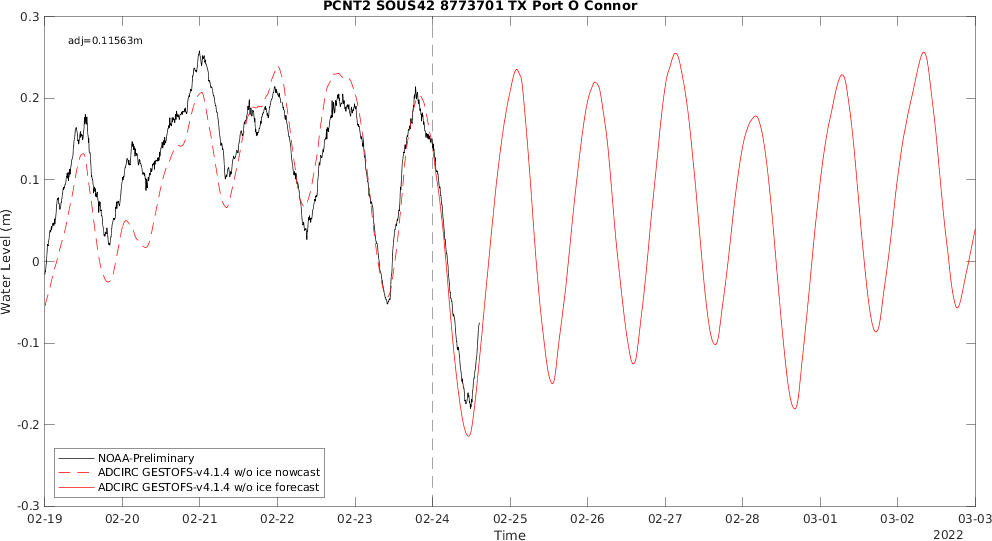 PCNT2 SOUS42 8773701 TX Port O Connor
adj=0.11563m
0.3
0.2
0.1
0
-0.1
-0.2
-0.3
Water Level (m)
NOAA-Preliminary
ADCIRC GESTOFS-v4.1.4 w/o ice nowcast
ADCIRC GESTOFS-v4.1.4 w/o ice forecast
02-19 02-20 02-21 02-22 02-23 02-24 02-25 02-26 02-27 02-28 03-01 03-02 03-03
Time
2022